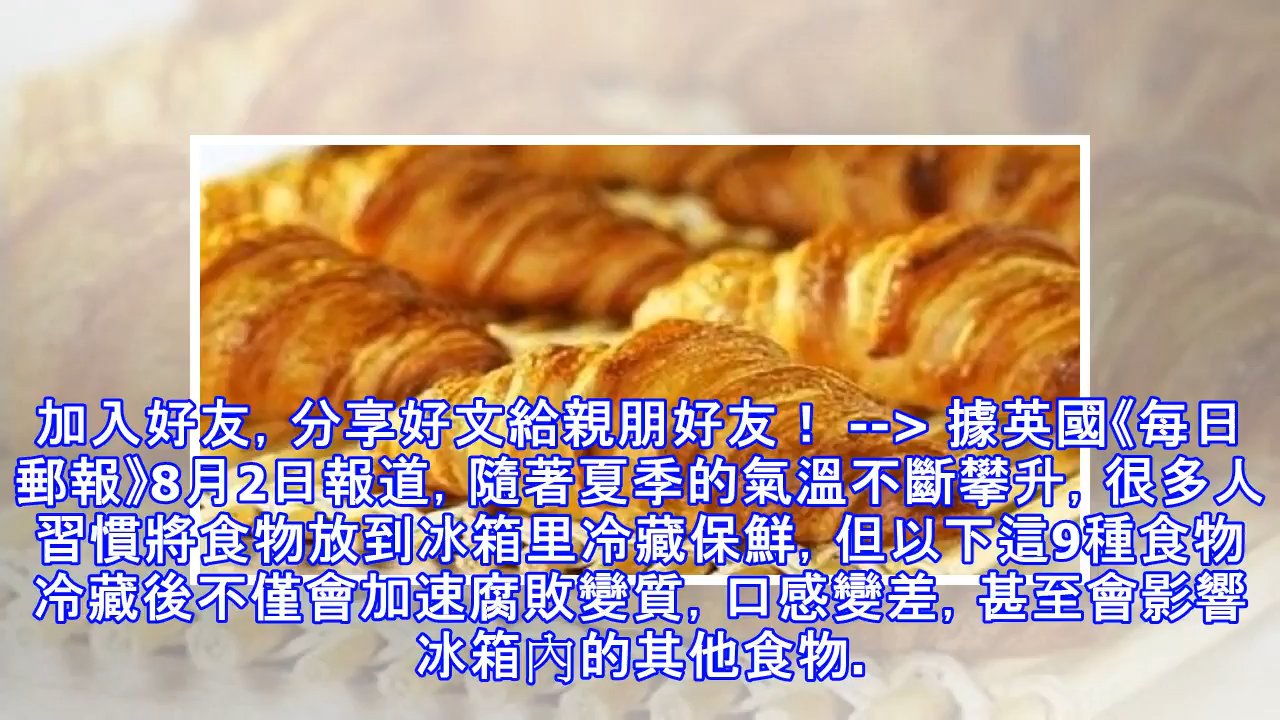 加入好友, 分享好文給親朋好友！ --> 據英國《每日
郵報》8月2日報道, 隨著夏季的氣溫不斷攀升, 很多人
習慣將食物放到冰箱里冷藏保鮮, 但以下這9種食物
冷藏後不僅會加速腐敗變質, 口感變差, 甚至會影響
冰箱內的其他食物.